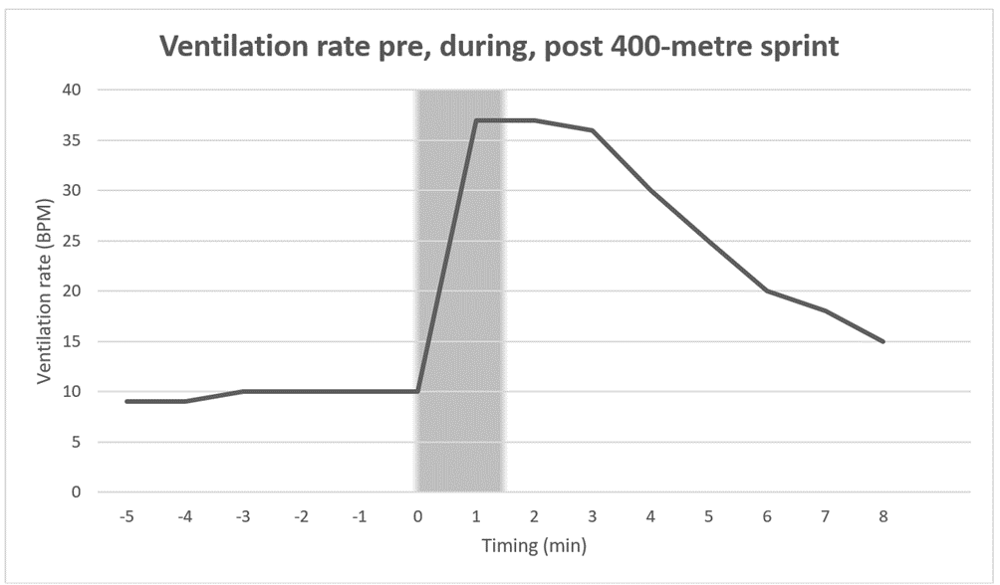 Ventilation rate pre, during, post 400-metre sprint
40
35
30
25
20
15
10
5
0
Ventilation rate (BPM)
-5 -4 -3 -2 -1 0 1 2 3 4 5 6 7 8
Timing (min)